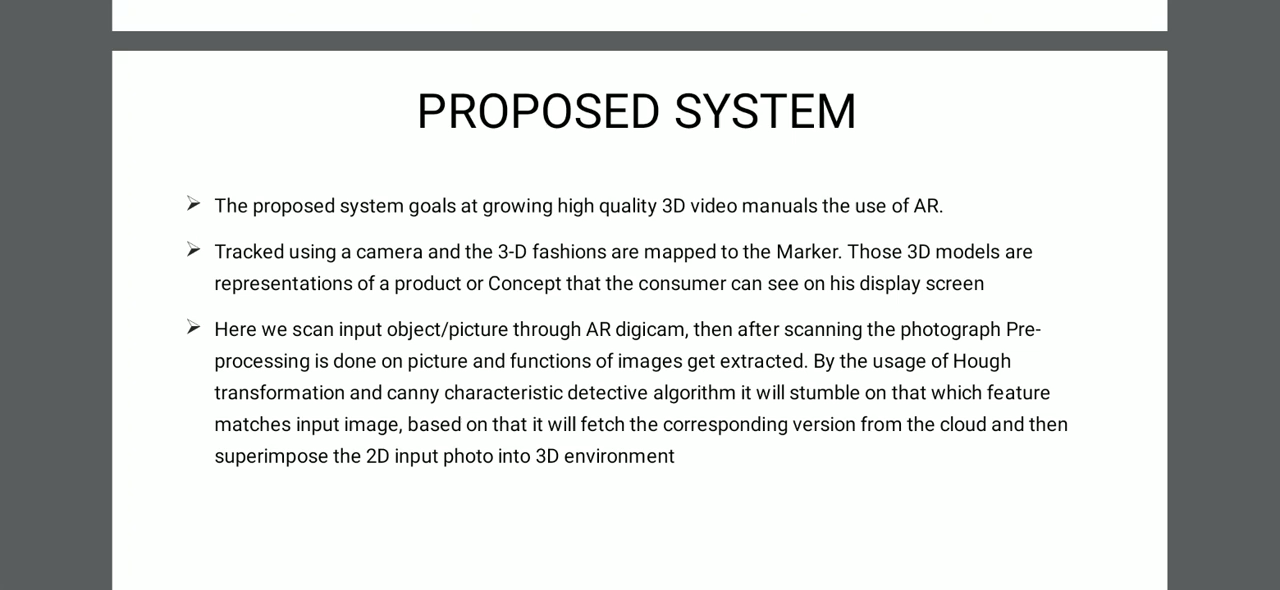 PROPOSED SYSTEM
➢ The proposed system goals at growing high quality 3D video manuals the use of AR.
➢ Tracked using a camera and the 3-D fashions are mapped to the Marker. Those 3D models are
representations of a product or Concept that the consumer can see on his display screen
➢ Here we scan input object/picture through AR digicam, then after scanning the photograph Pre-
processing is done on picture and functions of images get extracted. By the usage of Hough
transformation and canny characteristic detective algorithm it will stumble on that which feature
matches input image, based on that it will fetch the corresponding version from the cloud and then
superimpose the 2D input photo into 3D environment